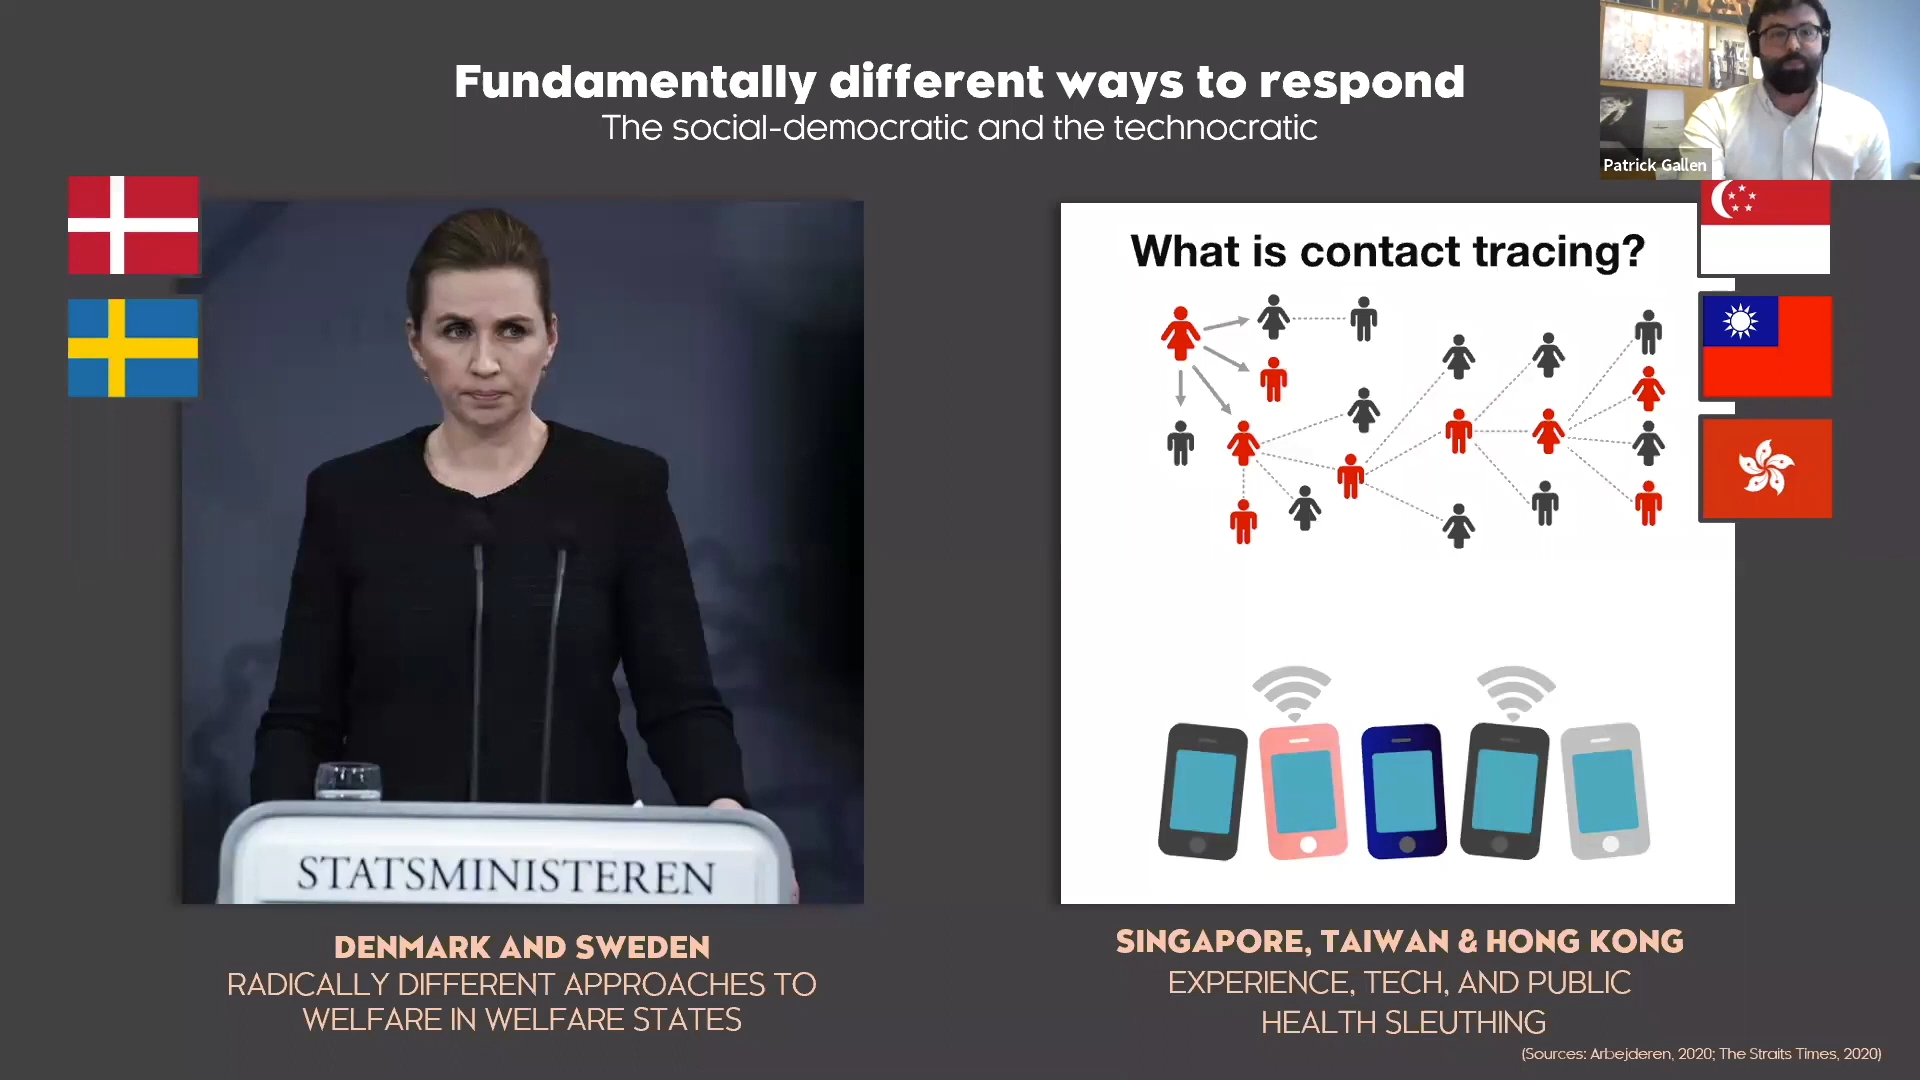 Fundamentally different ways to respond
The social-democratic and the technocratic
Patrick Gallen
What is contact tracing?
STATSMINISTEREN
DENMARK AND SWEDEN
RADICALLY DIFFERENT APPROACHES TO
WELFARE IN WELFARE STATES
SINGAPORE, TAIWAN & HONG KONG
EXPERIENCE, TECH, AND PUBLIC
HEALTH SLEUTHING
(Sources: Arbejderen, 2020; The Straits Times, 2020)